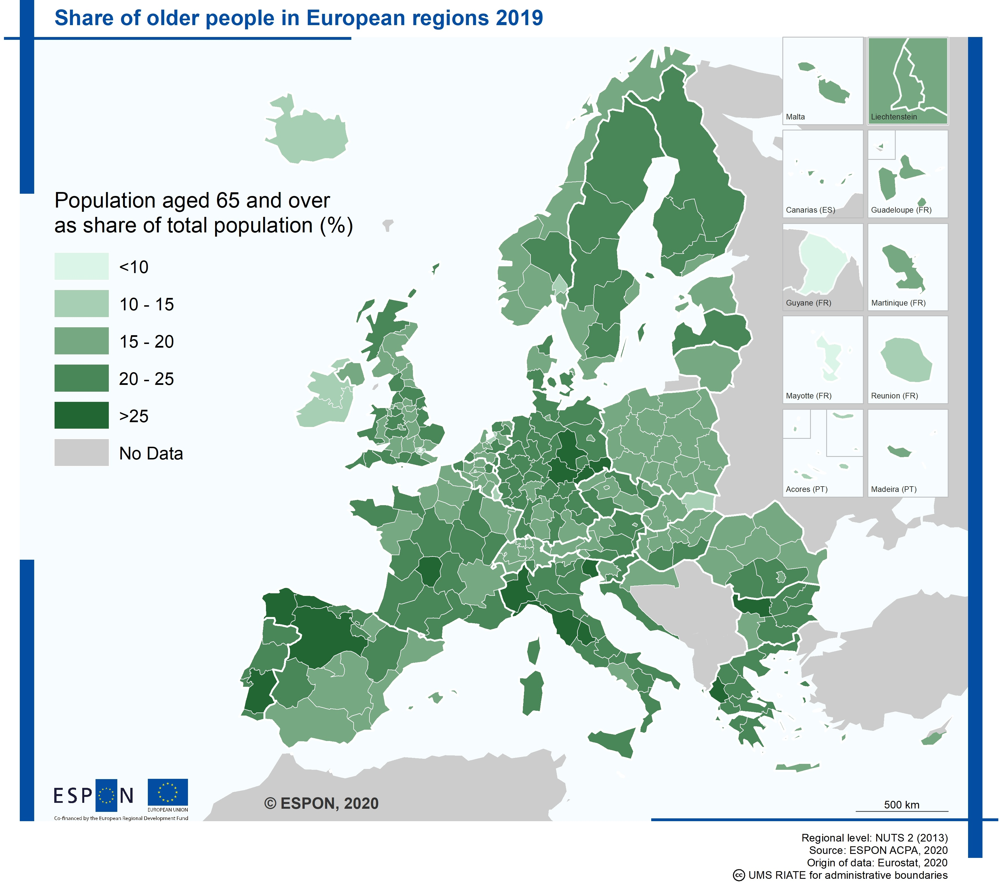 Share of older people in European regions 2019
Population aged 65 and over
as share of total population (%)
<10
10 - 15
15 - 20
20 - 25
>25
No Data
Malta
Liechtenstein
Canarias (ES)
Guadeloupe (FR)
Guyane (FR)
Martinique (FR)
Mayotte (FR)
Reunion (FR)
Acores (PT)
Madeira (PT)
ESPON
EUROPEAN UNION
Co-financed by the European Regional Development Fund
© ESPON, 2020
500 km
Regional level: NUTS 2 (2013)
Source: ESPON ACPA, 2020
Origin of data: Eurostat, 2020
cc UMS RIATE for administrative boundaries